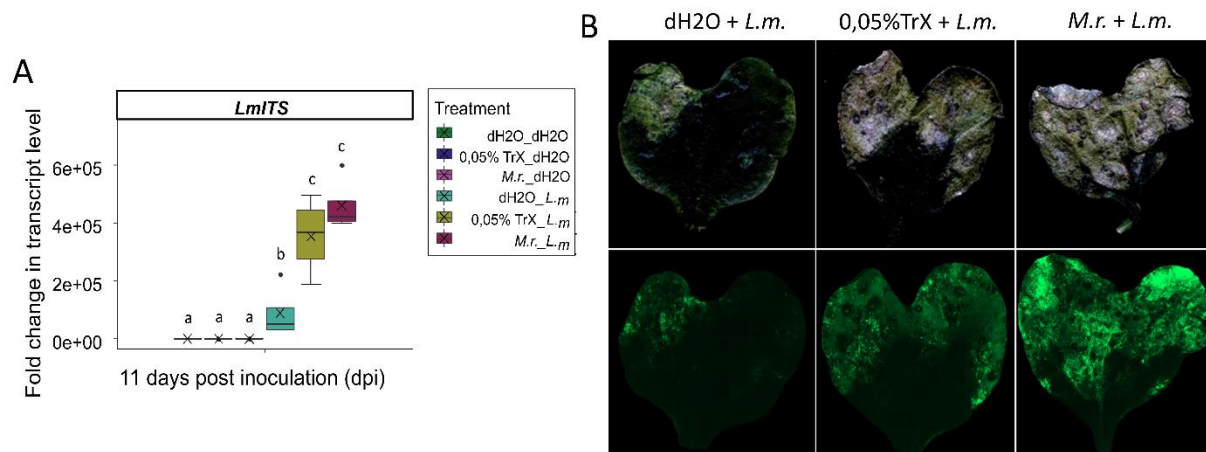 A
LmITS
Fold change in transcript level
6e+05
4e+05
2e+05
0e+00
a a a b c c
11 days post inoculation (dpi)
Treatment
dH2O_dH2O
0,05% TrX_dH2O
M.r._dH2O
dH2O_L.m
0,05% TrX_L.m
M.r._L.m
B
dH2O + L.m.
0,05%TrX + L.m.
M.r. + L.m.